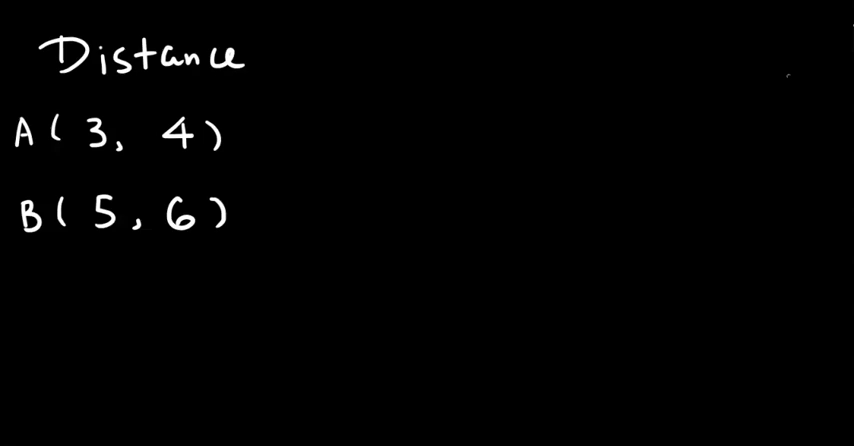 Distance
A(3, 4)
B(5, 6)